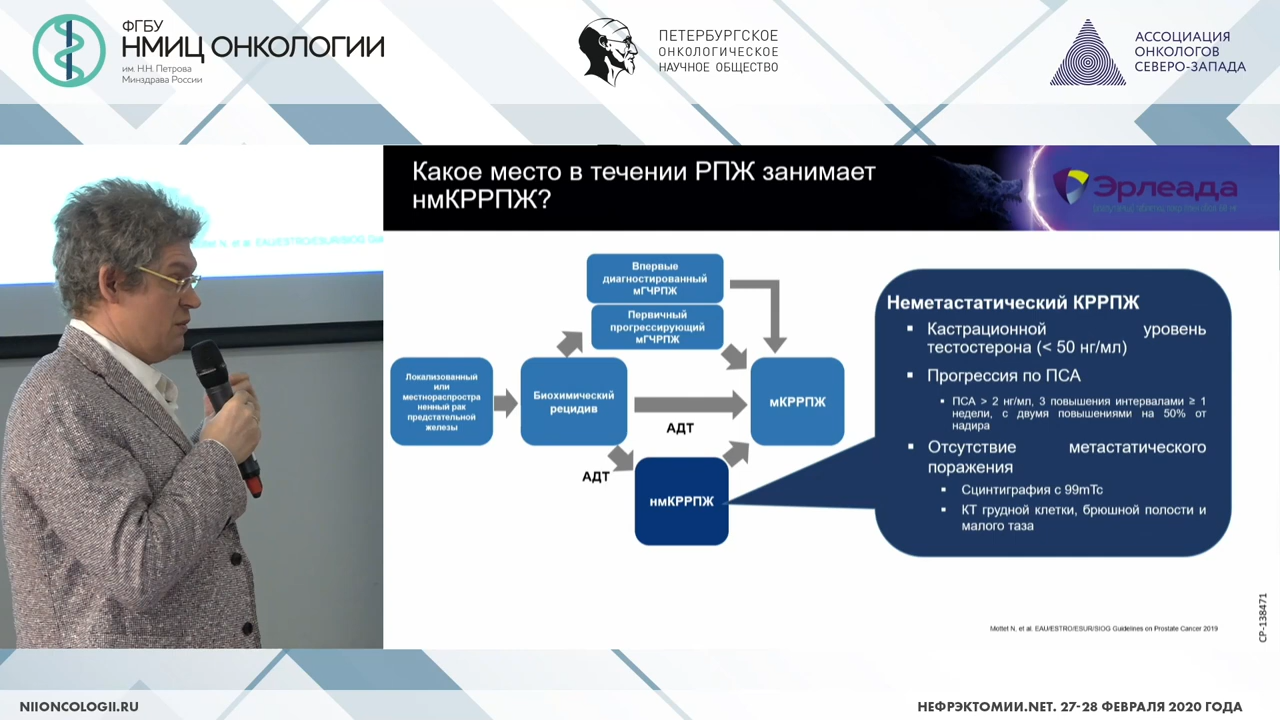 ФГБУ
НМИЦ ОНКОЛОГИИ
им. Н.Н. Петрова
Минздрава России
ПЕТЕРБУРГСКОЕ
ОНКОЛОГИЧЕСКОЕ
НАУЧНОЕ ОБЩЕСТВО
АССОЦИАЦИЯ
ОНКОЛОГОВ
СЕВЕРО-ЗАПАДА
Какое место в течении РПЖ занимает
нмКРРПЖ?
Эрлеада
Впервые
диагностированный
мГЧРПЖ
Первичный
прогрессирующий
мГЧРПЖ
Локализованный
или
местнораспростра
ненный рак
предстательной
железы
Биохимический
рецидив
АДТ
мКРРПЖ
АДТ
нмКРРПЖ
Неметастатический КРРПЖ
▪ Кастрационной уровень
тестостерона (< 50 нг/мл)
▪ Прогрессия по ПСА
▪ ПСА > 2 нг/мл, 3 повышения интервалами ≥ 1
недели, с двумя повышениями на 50% от
надира
▪ Отсутствие метастатического
поражения
▪ Сцинтиграфия с 99mTc
▪ КТ грудной клетки, брюшной полости и
малого таза
Mottet N, et al. EAU/ESTRO/ESUR/SIOG Guidelines on Prostate Cancer 2019
CP-138471
NIIONCOLOGII.RU
НЕФРЭКТОМИИ.NET. 27-28 ФЕВРАЛЯ 2020 ГОДА